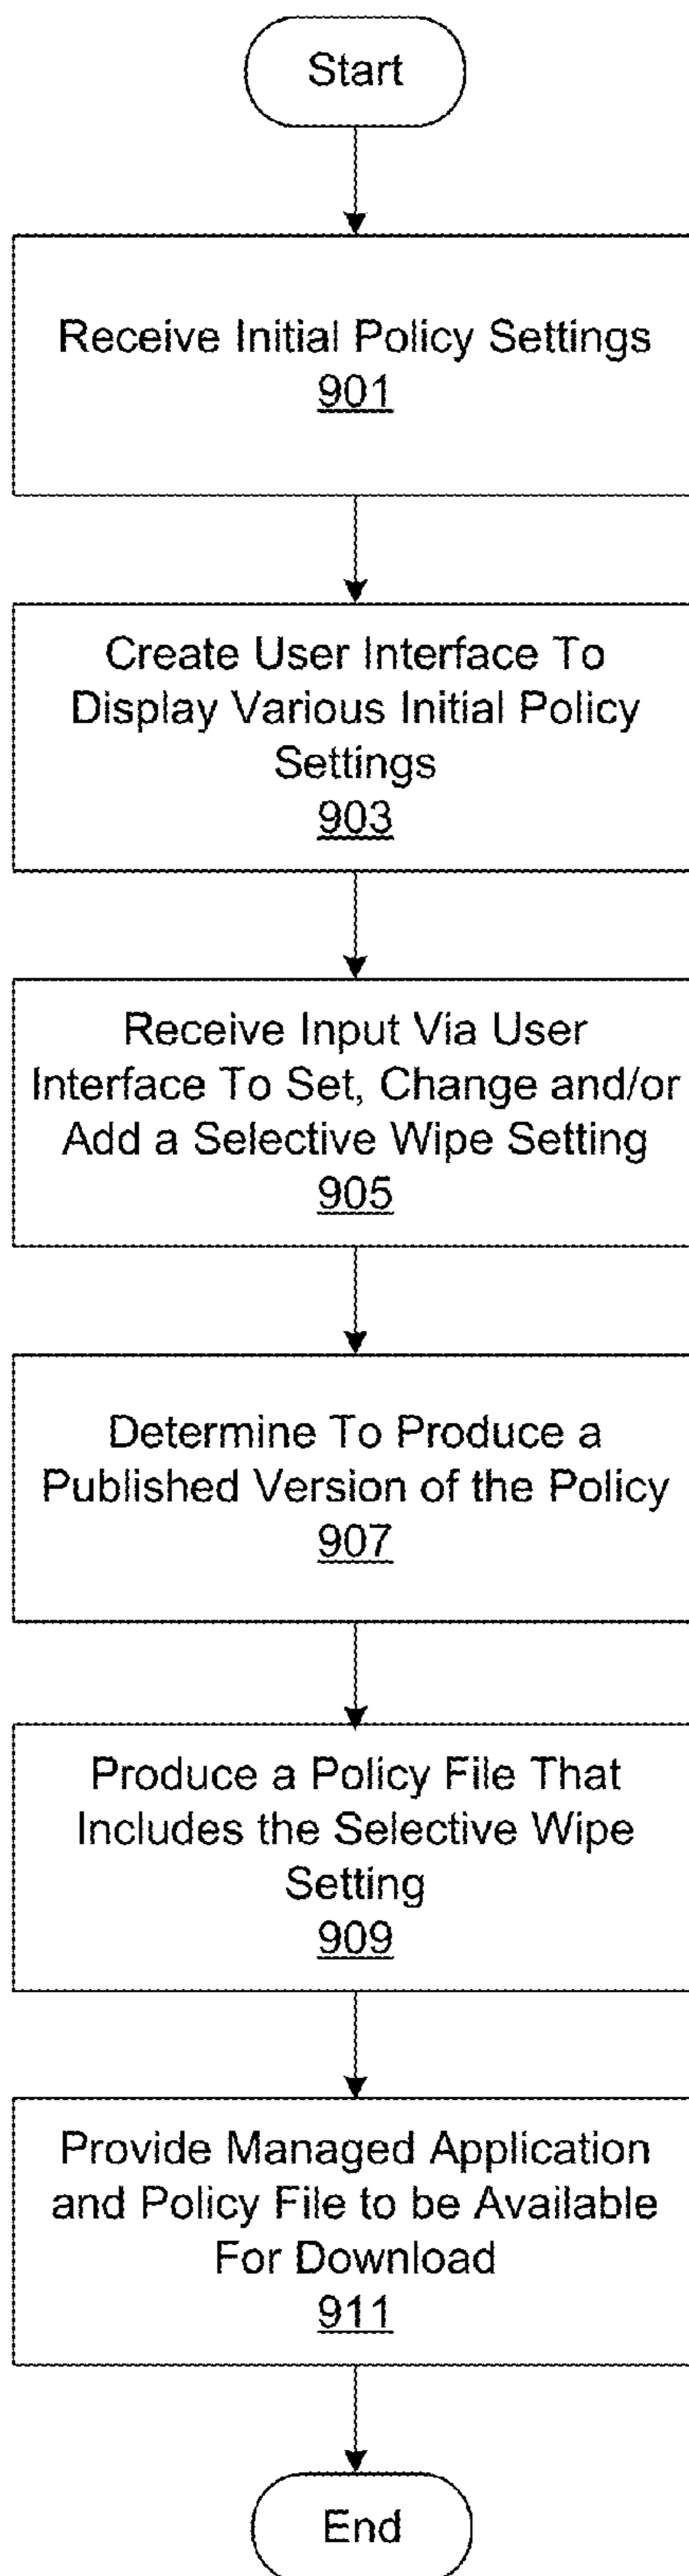 Start
Receive Initial Policy Settings
901
Create User Interface To
Display Various Initial Policy
Settings
903
Receive Input Via User
Interface To Set, Change and/or
Add a Selective Wipe Setting
905
Determine To Produce a
Published Version of the Policy
907
Produce a Policy File That
Includes the Selective Wipe
Setting
909
Provide Managed Application
and Policy File to be Available
For Download
911
End